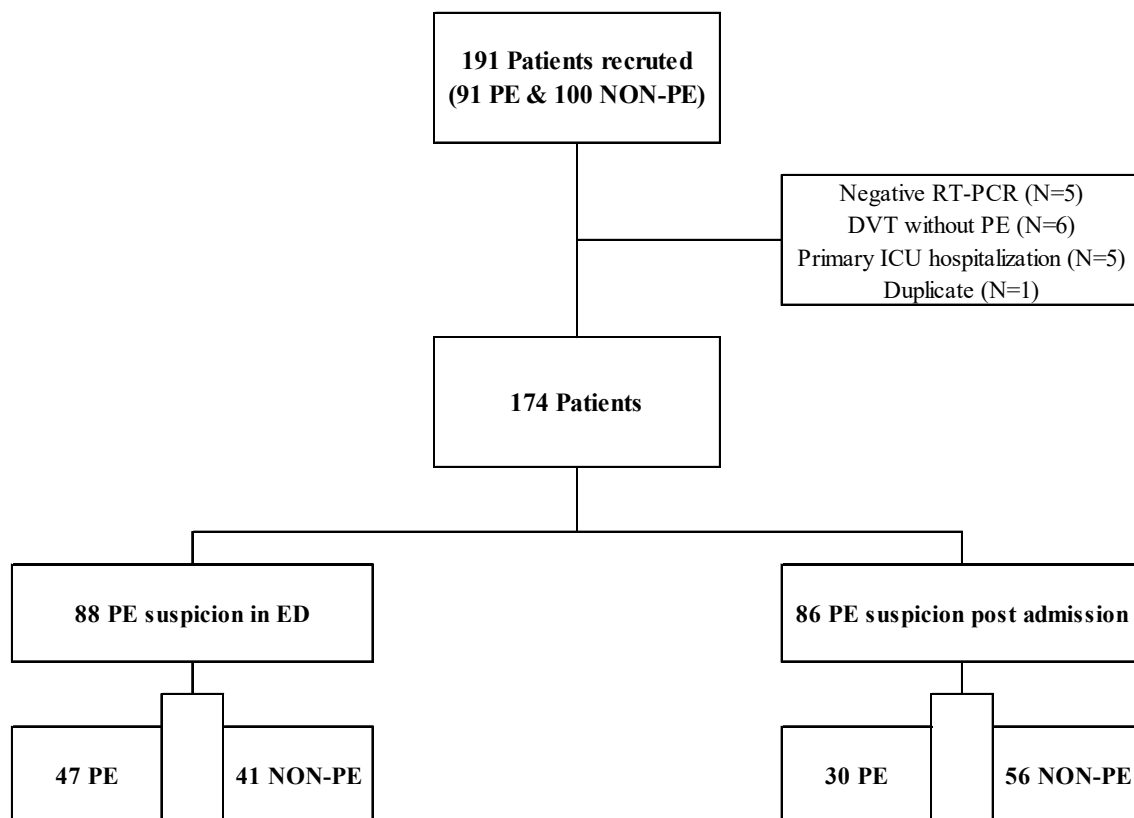 191 Patients recruted
(91 PE & 100 NON-PE)
Negative RT-PCR (N=5)
DVT without PE (N=6)
Primary ICU hospitalization (N=5)
Duplicate (N=1)
174 Patients
88 PE suspicion in ED
86 PE suspicion post admission
47 PE
41 NON-PE
30 PE
56 NON-PE